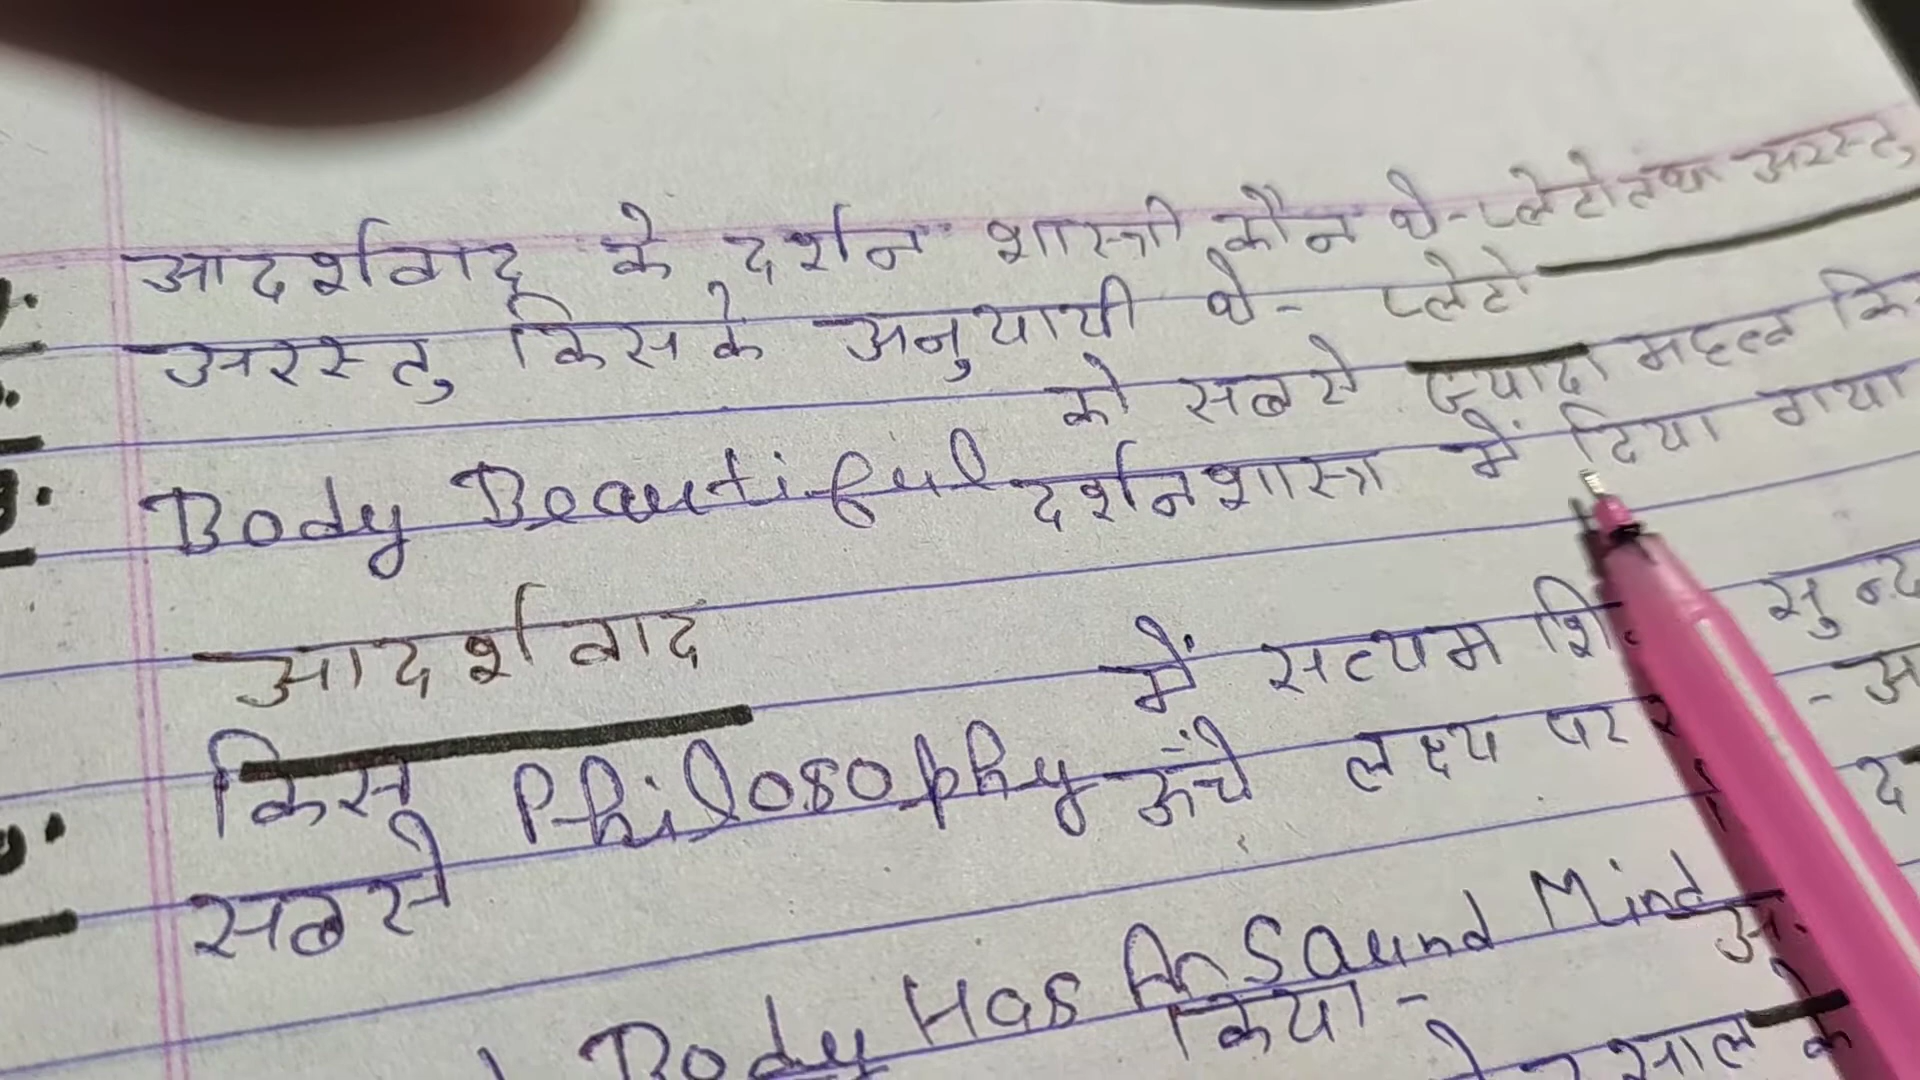 आदर्शवाद के दर्शन शास्त्री कौन थे - प्लेटो तथा अरस्तु
अरस्तु किसके अनुयायी थे - प्लेटो
Body Beautiful को सबसे ज्यादा महत्व
दर्शनशास्त्र में दिया गया
आदर्शवाद
किस Philosophy में सत्यम
सबसे ऊंचे लक्ष्य पर
Body Has A Saund Mind
किया -
साल के